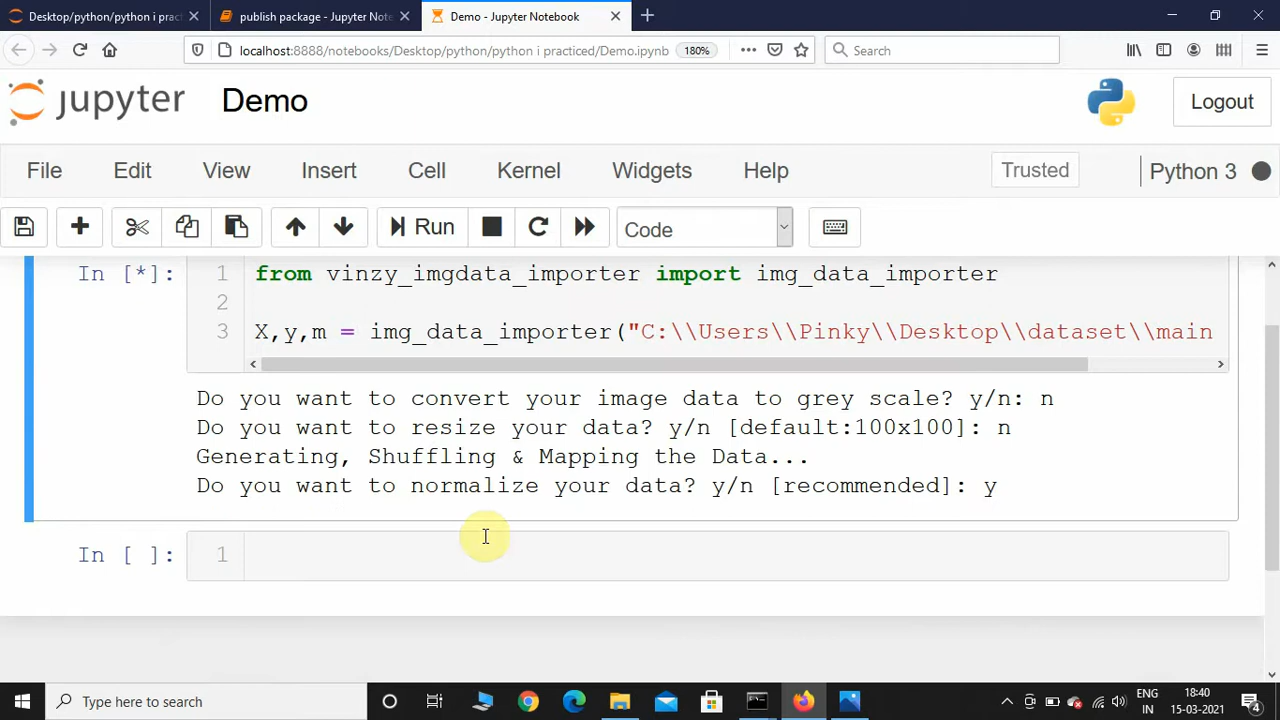 Desktop/python/python i prac
publish package - Jupyter Note
Demo - Jupyter Notebook
localhost:8888/notebooks/Desktop/python/python i practiced/Demo.ipynb
180%
Search
jupyter
Demo
Logout
File
Edit
View
Insert
Cell
Kernel
Widgets
Help
Trusted
Python 3
Run
Code
In [*]:
1 from vinzy_imgdata_importer import img_data_importer
2
3 X,y,m = img_data_importer("C:\\Users\\Pinky\\Desktop\\dataset\\main
Do you want to convert your image data to grey scale? y/n: n
Do you want to resize your data? y/n [default:100x100]: n
Generating, Shuffling & Mapping the Data...
Do you want to normalize your data? y/n [recommended]: y
In [ ]: 1
Type here to search
ENG
IN
18:40
15-03-2021
4